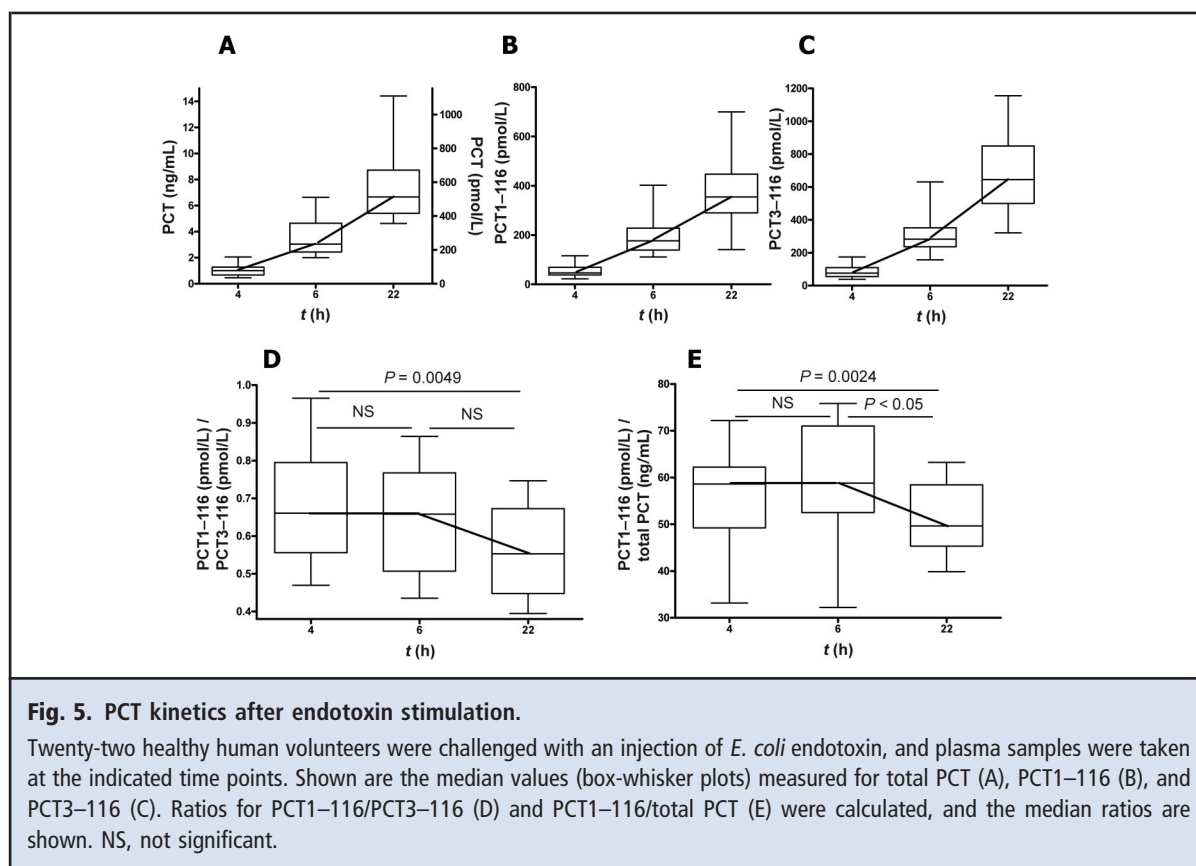 A
PCT (ng/mL)
14
12
10
8
6
4
2
0
1000
800
600
400
200
0
PCT (pmol/L)
4 6 22
t (h)
B
PCT1–116 (pmol/L)
800
600
400
200
0
4 6 22
t (h)
C
PCT3–116 (pmol/L)
1200
1000
800
600
400
200
0
4 6 22
t (h)
D
P = 0.0049
NS NS
PCT1–116 (pmol/L) /
PCT3–116 (pmol/L)
1.0
0.9
0.8
0.7
0.6
0.5
0.4
4 6 22
t (h)
E
P = 0.0024
NS P < 0.05
PCT1–116 (pmol/L) /
total PCT (ng/mL)
80
70
60
50
40
30
4 6 22
t (h)
Fig. 5. PCT kinetics after endotoxin stimulation.
Twenty-two healthy human volunteers were challenged with an injection of E. coli endotoxin, and plasma samples were taken
at the indicated time points. Shown are the median values (box-whisker plots) measured for total PCT (A), PCT1–116 (B), and
PCT3–116 (C). Ratios for PCT1–116/PCT3–116 (D) and PCT1–116/total PCT (E) were calculated, and the median ratios are
shown. NS, not significant.